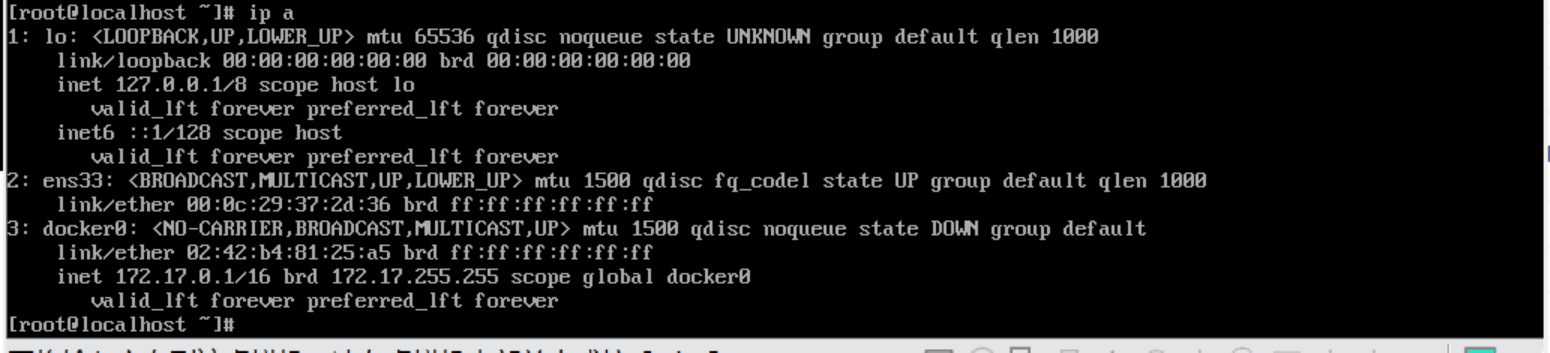 [root@localhost ~]# ip a
1: lo: <LOOPBACK,UP,LOWER_UP> mtu 65536 qdisc noqueue state UNKNOWN group default qlen 1000
    link/loopback 00:00:00:00:00:00 brd 00:00:00:00:00:00
    inet 127.0.0.1/8 scope host lo
       valid_lft forever preferred_lft forever
    inet6 ::1/128 scope host
       valid_lft forever preferred_lft forever
2: ens33: <BROADCAST,MULTICAST,UP,LOWER_UP> mtu 1500 qdisc fq_codel state UP group default qlen 1000
    link/ether 00:0c:29:37:2d:36 brd ff:ff:ff:ff:ff:ff
3: docker0: <NO-CARRIER,BROADCAST,MULTICAST,UP> mtu 1500 qdisc noqueue state DOWN group default
    link/ether 02:42:b4:81:25:a5 brd ff:ff:ff:ff:ff:ff
    inet 172.17.0.1/16 brd 172.17.255.255 scope global docker0
       valid_lft forever preferred_lft forever
[root@localhost ~]#